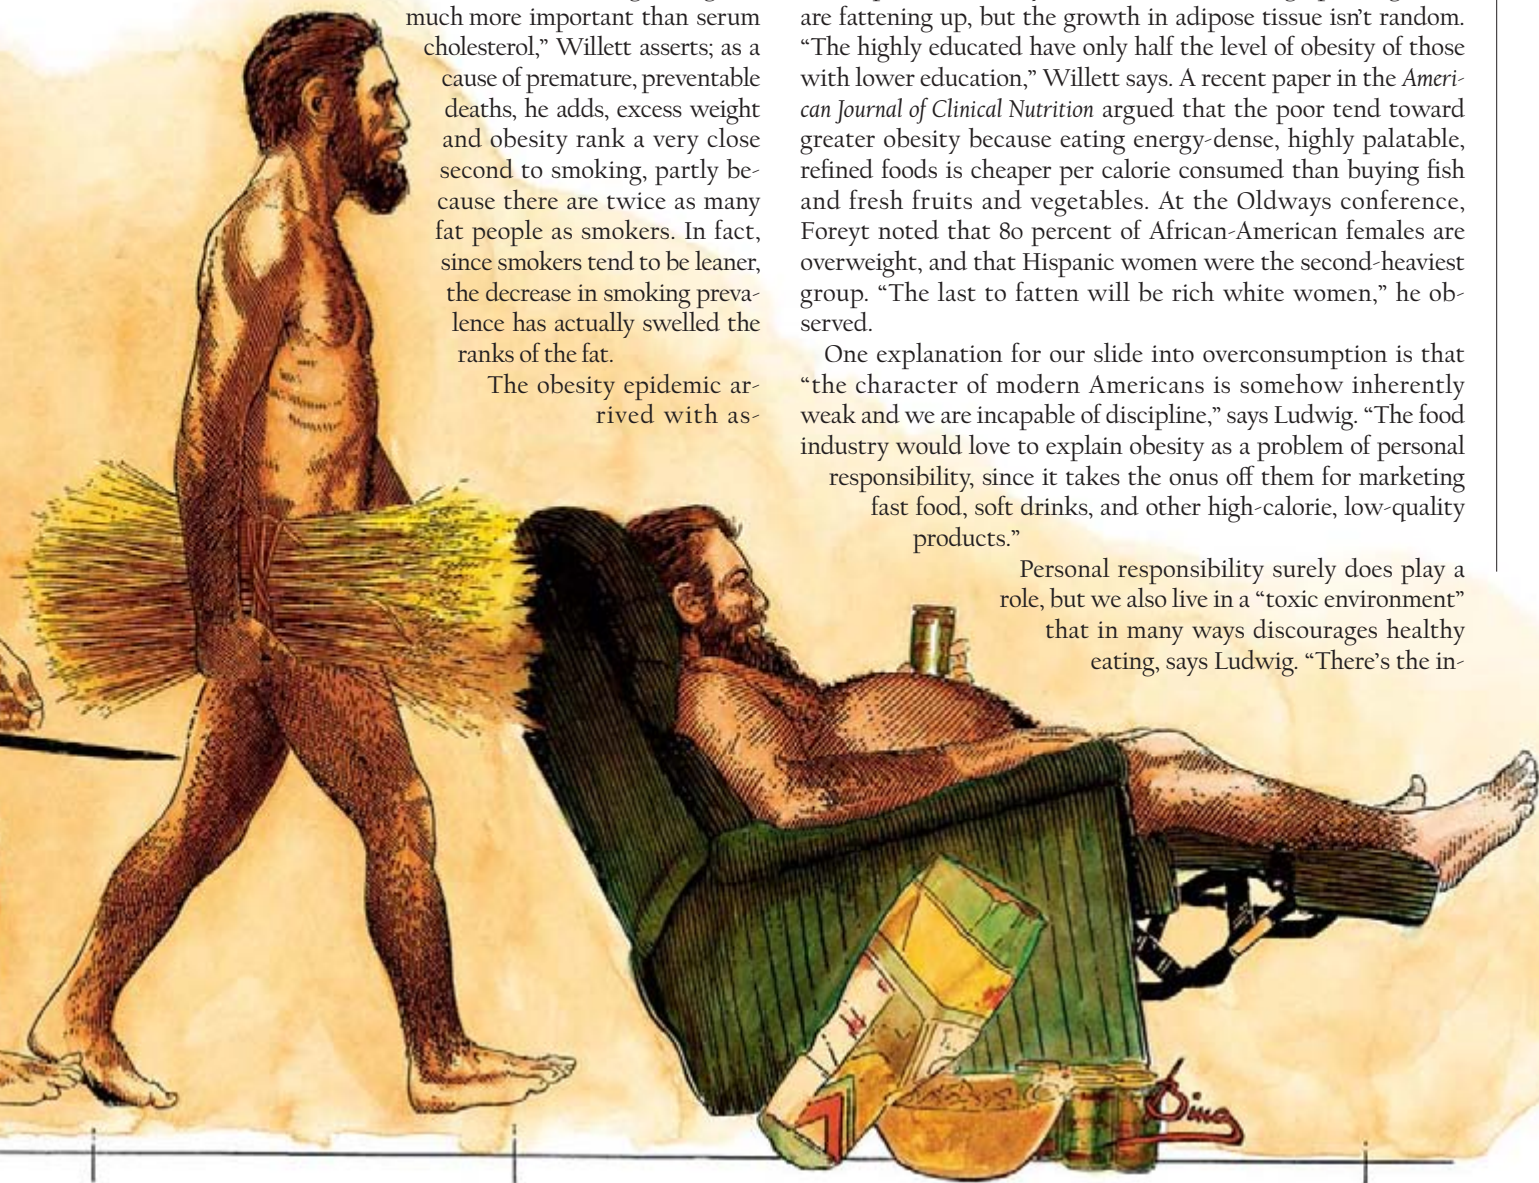 much more important than serum
cholesterol,” Willett asserts; as a
cause of premature, preventable
deaths, he adds, excess weight
and obesity rank a very close
second to smoking, partly be-
cause there are twice as many
fat people as smokers. In fact,
since smokers tend to be leaner,
the decrease in smoking preva-
lence has actually swelled the
ranks of the fat.
The obesity epidemic ar-
rived with as-
are fattening up, but the growth in adipose tissue isn’t random.
“The highly educated have only half the level of obesity of those
with lower education,” Willett says. A recent paper in the Ameri-
can Journal of Clinical Nutrition argued that the poor tend toward
greater obesity because eating energy-dense, highly palatable,
refined foods is cheaper per calorie consumed than buying fish
and fresh fruits and vegetables. At the Oldways conference,
Foreyt noted that 80 percent of African-American females are
overweight, and that Hispanic women were the second-heaviest
group. “The last to fatten will be rich white women,” he ob-
served.
One explanation for our slide into overconsumption is that
“the character of modern Americans is somehow inherently
weak and we are incapable of discipline,” says Ludwig. “The food
industry would love to explain obesity as a problem of personal
responsibility, since it takes the onus off them for marketing
fast food, soft drinks, and other high-calorie, low-quality
products.”
Personal responsibility surely does play a
role, but we also live in a “toxic environment”
that in many ways discourages healthy
eating, says Ludwig. “There’s the in-